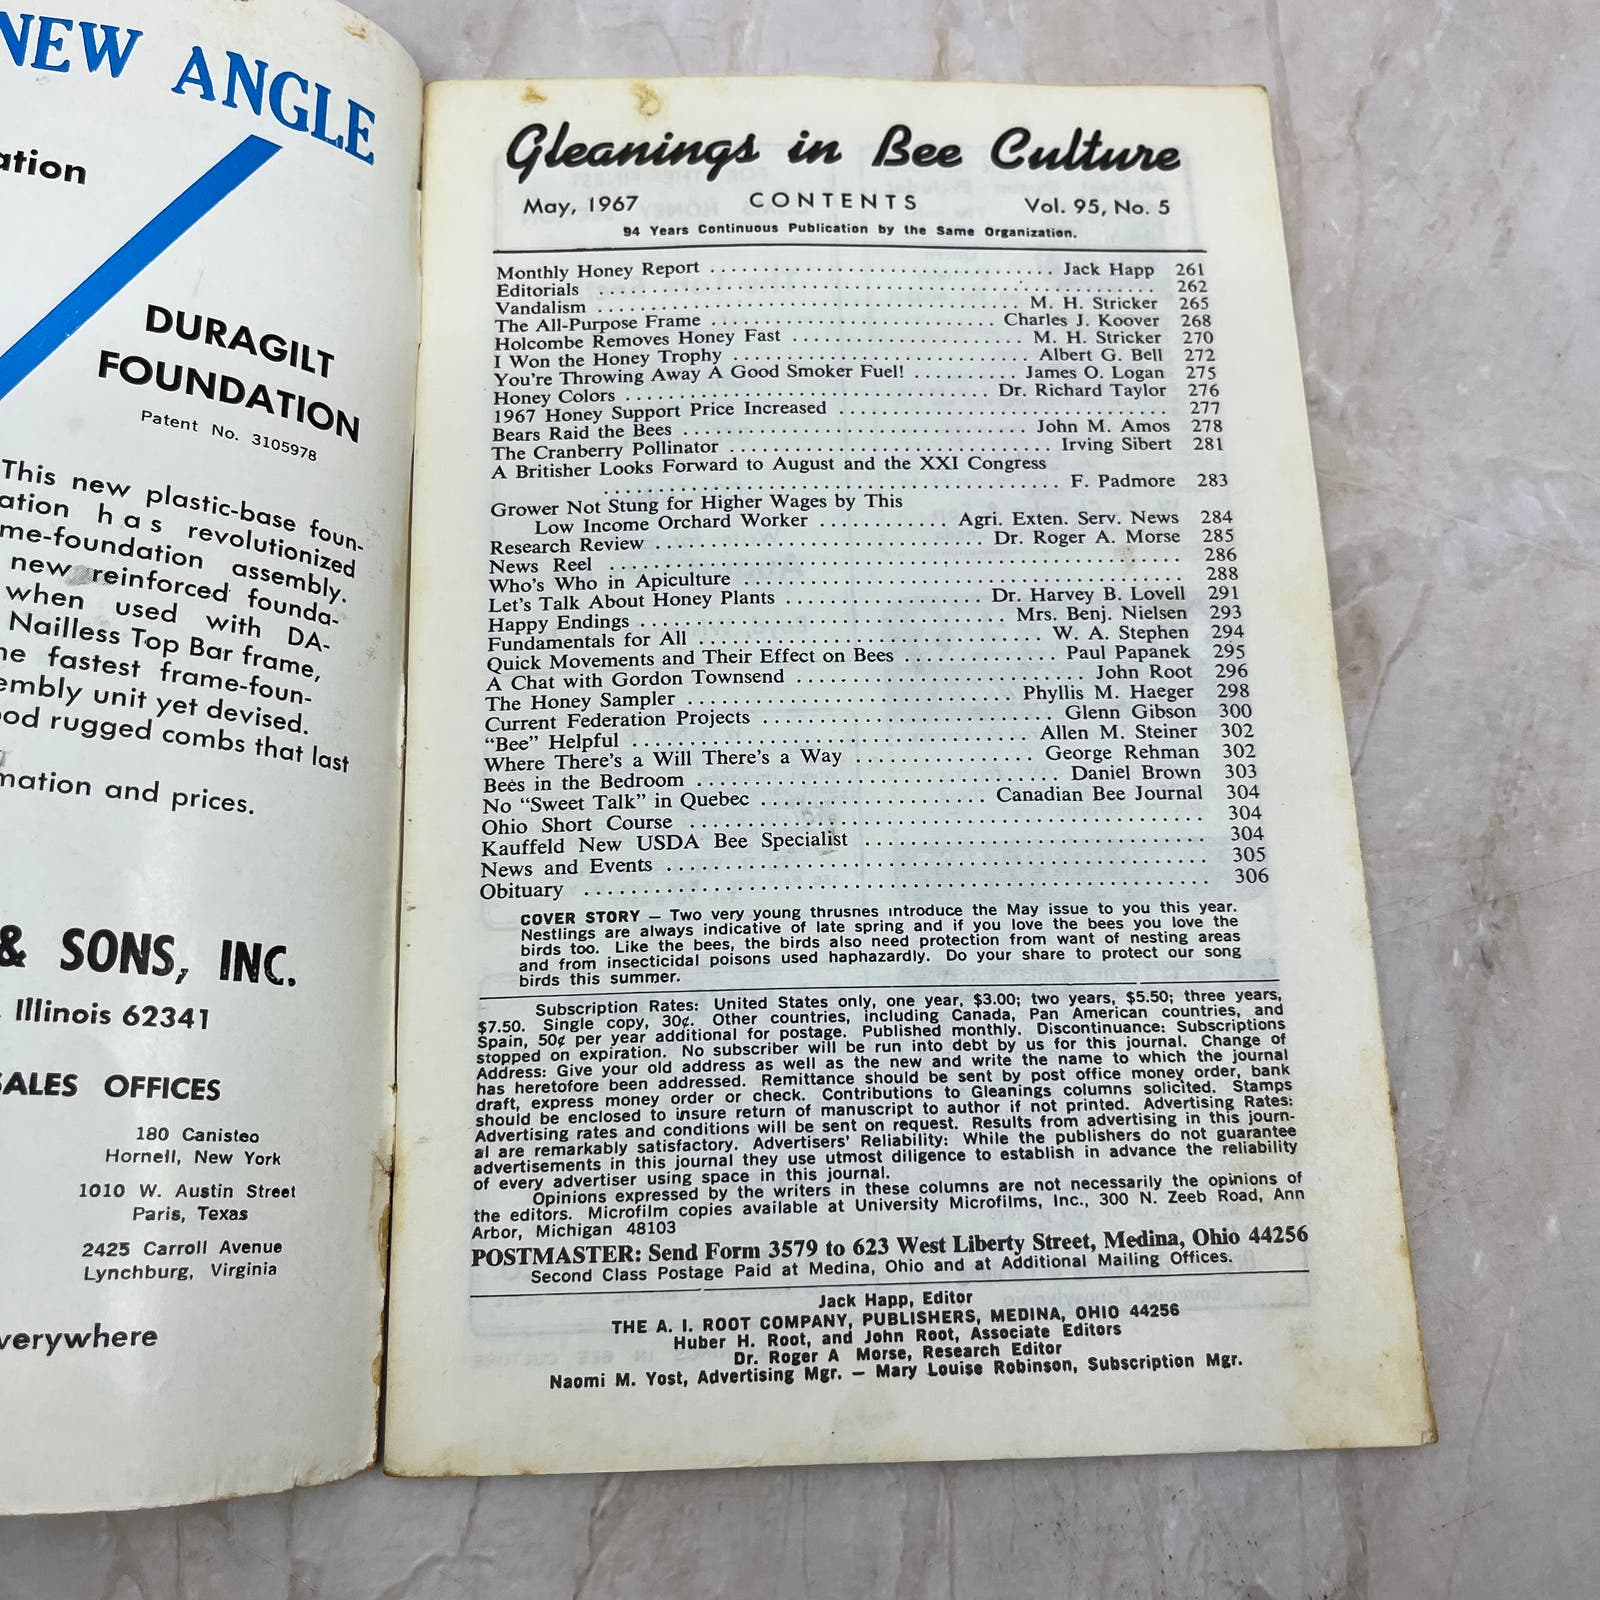 NEW ANGLE
DURAGILT
FOUNDATION
Patent No. 3105978
This new plastic-base foun-
has revolutionized
assembly.
new reinforced founda-
when used with DA-
Nailless Top Bar frame,
fastest frame-foun-
unit yet devised.
rugged combs that last
and prices.
& SONS, INC.
Illinois 62341
SALES OFFICES
180 Canisteo
Hornell, New York
1010 W. Austin Street
Paris, Texas
2425 Carroll Avenue
Lynchburg, Virginia
Gleanings in Bee Culture
May, 1967 CONTENTS Vol. 95, No. 5
94 Years Continuous Publication by the Same Organization.
Monthly Honey Report ........ Jack Happ 261
Editorials ........ 262
Vandalism ........ M. H. Stricker 265
The All-Purpose Frame ........ Charles J. Koover 268
Holcombe Removes Honey Fast ........ M. H. Stricker 270
I Won the Honey Trophy ........ Albert G. Bell 272
You're Throwing Away A Good Smoker Fuel! ........ James O. Logan 275
Honey Colors ........ Dr. Richard Taylor 276
1967 Honey Support Price Increased ........ 277
Bears Raid the Bees ........ John M. Amos 278
The Cranberry Pollinator ........ Irving Sibert 281
A Britisher Looks Forward to August and the XXI Congress
........ F. Padmore 283
Grower Not Stung for Higher Wages by This
Low Income Orchard Worker ........ Agri. Exten. Serv. News 284
Research Review ........ Dr. Roger A. Morse 285
News Reel ........ 286
Who's Who in Apiculture ........ 288
Let's Talk About Honey Plants ........ Dr. Harvey B. Lovell 291
Happy Endings ........ Mrs. Benj. Nielsen 293
Fundamentals for All ........ W. A. Stephen 294
Quick Movements and Their Effect on Bees ........ Paul Papanek 295
A Chat with Gordon Townsend ........ John Root 296
The Honey Sampler ........ Phyllis M. Haeger 298
Current Federation Projects ........ Glenn Gibson 300
"Bee" Helpful ........ Allen M. Steiner 302
Where There's a Will There's a Way ........ George Rehman 302
Bees in the Bedroom ........ Daniel Brown 303
No "Sweet Talk" in Quebec ........ Canadian Bee Journal 304
Ohio Short Course ........ 304
Kauffeld New USDA Bee Specialist ........ 304
News and Events ........ 305
Obituary ........ 306
COVER STORY — Two very young thrusnes introduce the May issue to you this year.
Nestlings are always indicative of late spring and if you love the bees you love the
birds too. Like the bees, the birds also need protection from want of nesting areas
and from insecticidal poisons used haphazardly. Do your share to protect our song
birds this summer.
Subscription Rates: United States only, one year, $3.00; two years, $5.50; three years,
$7.50. Single copy, 30¢. Other countries, including Canada, Pan American countries, and
Spain, 50¢ per year additional for postage. Published monthly. Discontinuance: Subscriptions
stopped on expiration. No subscriber will be run into debt by us for this journal. Change of
Address: Give your old address as well as the new and write the name to which the journal
has heretofore been addressed. Remittance should be sent by post office money order, bank
draft, express money order or check. Contributions to Gleanings columns solicited. Stamps
should be enclosed to insure return of manuscript to author if not printed. Advertising Rates:
Advertising rates and conditions will be sent on request. Results from advertising in this journ-
al are remarkably satisfactory. Advertisers' Reliability: While the publishers do not guarantee
advertisements in this journal they use utmost diligence to establish in advance the reliability
of every advertiser using space in this journal.
Opinions expressed by the writers in these columns are not necessarily the opinions of
the editors. Microfilm copies available at University Microfilms, Inc., 300 N. Zeeb Road, Ann
Arbor, Michigan 48103
POSTMASTER: Send Form 3579 to 623 West Liberty Street, Medina, Ohio 44256
Second Class Postage Paid at Medina, Ohio and at Additional Mailing Offices.
Jack Happ, Editor
THE A. I. ROOT COMPANY, PUBLISHERS, MEDINA, OHIO 44256
Huber H. Root, and John Root, Associate Editors
Dr. Roger A Morse, Research Editor
Naomi M. Yost, Advertising Mgr. — Mary Louise Robinson, Subscription Mgr.